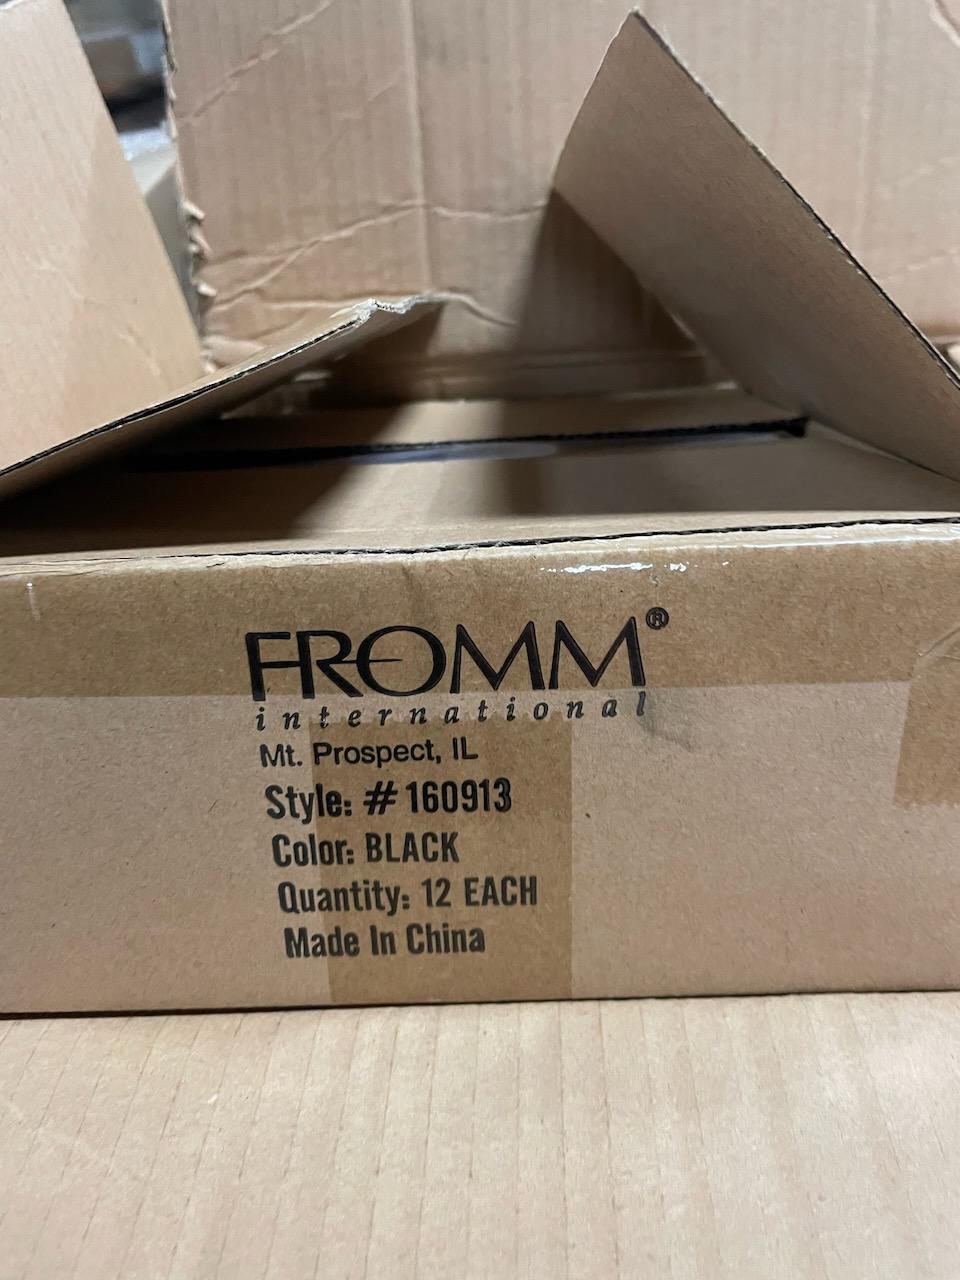 FROMM®
international
Mt. Prospect, IL
Style: # 160913
Color: BLACK
Quantity: 12 EACH
Made In China